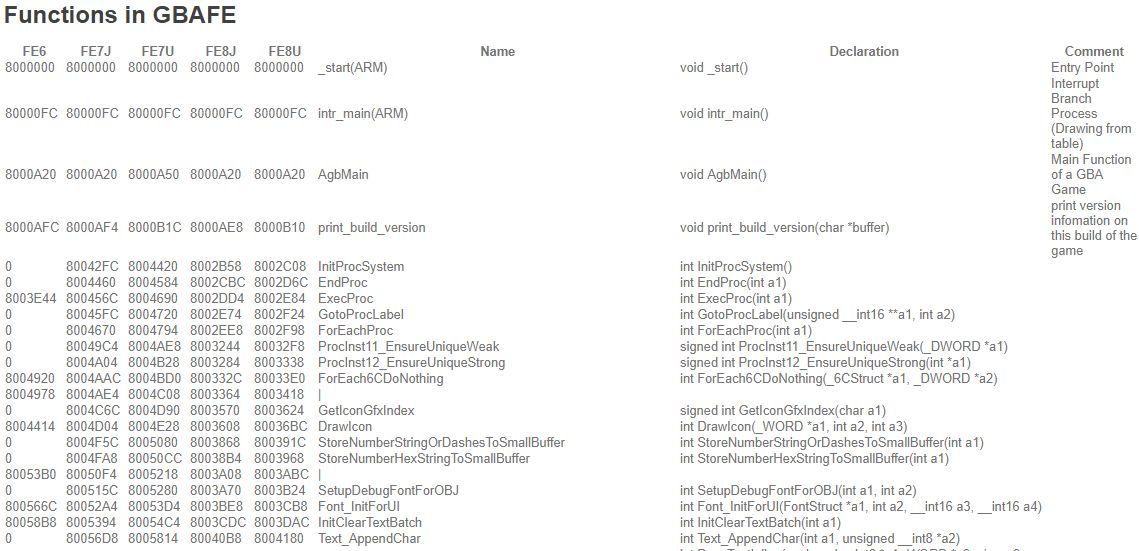 Functions in GBAFE
FE6 FE7J FE7U FE8J FE8U Name Declaration Comment
8000000 8000000 8000000 8000000 8000000 _start(ARM) void _start() Entry Point
Interrupt
Branch
80000FC 80000FC 80000FC 80000FC 80000FC intr_main(ARM) void intr_main() Process
(Drawing from
table)
Main Function
8000A20 8000A20 8000A50 8000A20 8000A20 AgbMain void AgbMain() of a GBA
Game
print version
8000AFC 8000AF4 8000B1C 8000AE8 8000B10 print_build_version void print_build_version(char *buffer) infomation on
this build of the
game
0 80042FC 8004420 8002B58 8002C08 InitProcSystem int InitProcSystem()
0 8004460 8004584 8002CBC 8002D6C EndProc int EndProc(int a1)
8003E44 800456C 8004690 8002DD4 8002E84 ExecProc int ExecProc(int a1)
0 80045FC 8004720 8002E74 8002F24 GotoProcLabel int GotoProcLabel(unsigned __int16 **a1, int a2)
0 8004670 8004794 8002EE8 8002F98 ForEachProc int ForEachProc(int a1)
0 80049C4 8004AE8 8003244 80032F8 ProcInst11_EnsureUniqueWeak signed int ProcInst11_EnsureUniqueWeak(_DWORD *a1)
0 8004A04 8004B28 8003284 8003338 ProcInst12_EnsureUniqueStrong signed int ProcInst12_EnsureUniqueStrong(int *a1)
8004920 8004AAC 8004BD0 800332C 80033E0 ForEach6CDoNothing int ForEach6CDoNothing(_6CStruct *a1, _DWORD *a2)
8004978 8004AE4 8004C08 8003364 8003418 |
0 8004C6C 8004D90 8003570 8003624 GetIconGfxIndex signed int GetIconGfxIndex(char a1)
8004414 8004D04 8004E28 8003608 80036BC DrawIcon int DrawIcon(_WORD *a1, int a2, int a3)
0 8004F5C 8005080 8003868 800391C StoreNumberStringOrDashesToSmallBuffer int StoreNumberStringOrDashesToSmallBuffer(int a1)
0 8004FA8 80050CC 80038B4 8003968 StoreNumberHexStringToSmallBuffer int StoreNumberHexStringToSmallBuffer(int a1)
80053B0 80050F4 8005218 8003A08 8003ABC |
0 800515C 8005280 8003A70 8003B24 SetupDebugFontForOBJ int SetupDebugFontForOBJ(int a1, int a2)
800566C 80052A4 80053D4 8003BE8 8003CB8 Font_InitForUI int Font_InitForUI(FontStruct *a1, int a2, __int16 a3, __int16 a4)
80058B8 8005394 80054C4 8003CDC 8003DAC InitClearTextBatch int InitClearTextBatch(int a1)
0 80056D8 8005814 80040B8 8004180 Text_AppendChar int Text_AppendChar(int a1, unsigned __int8 *a2)